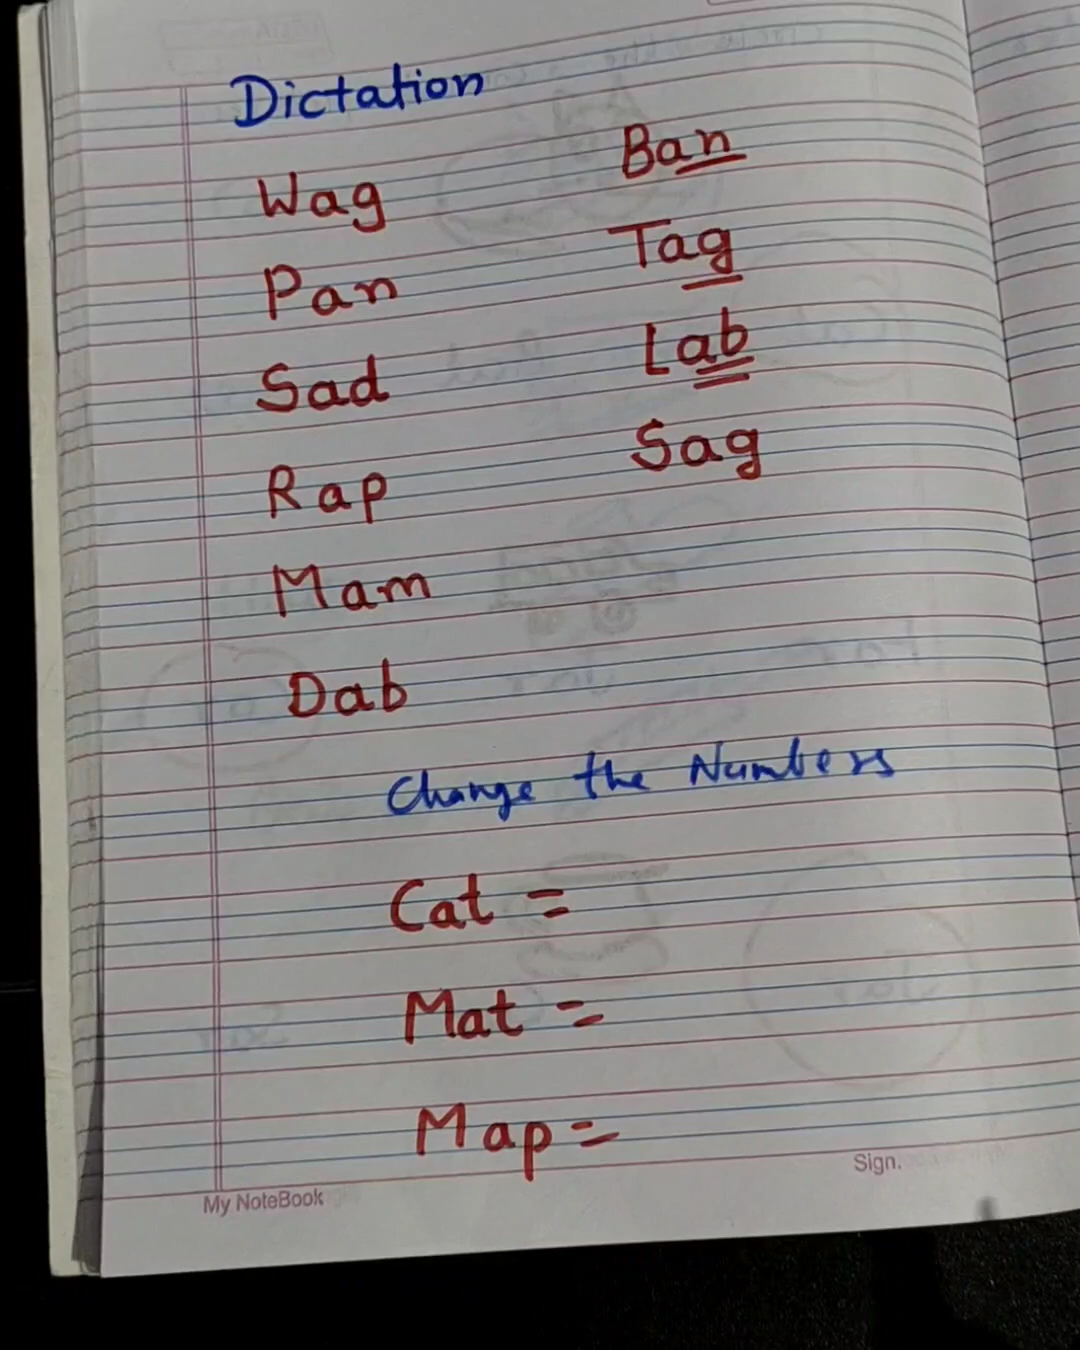 Dictation
Wag
Pan
Sad
Rap
Mam
Dab
Ban
Tag
Lab
Sag
Change the Numbers
Cat =
Mat =
Map =
Sign.
My NoteBook